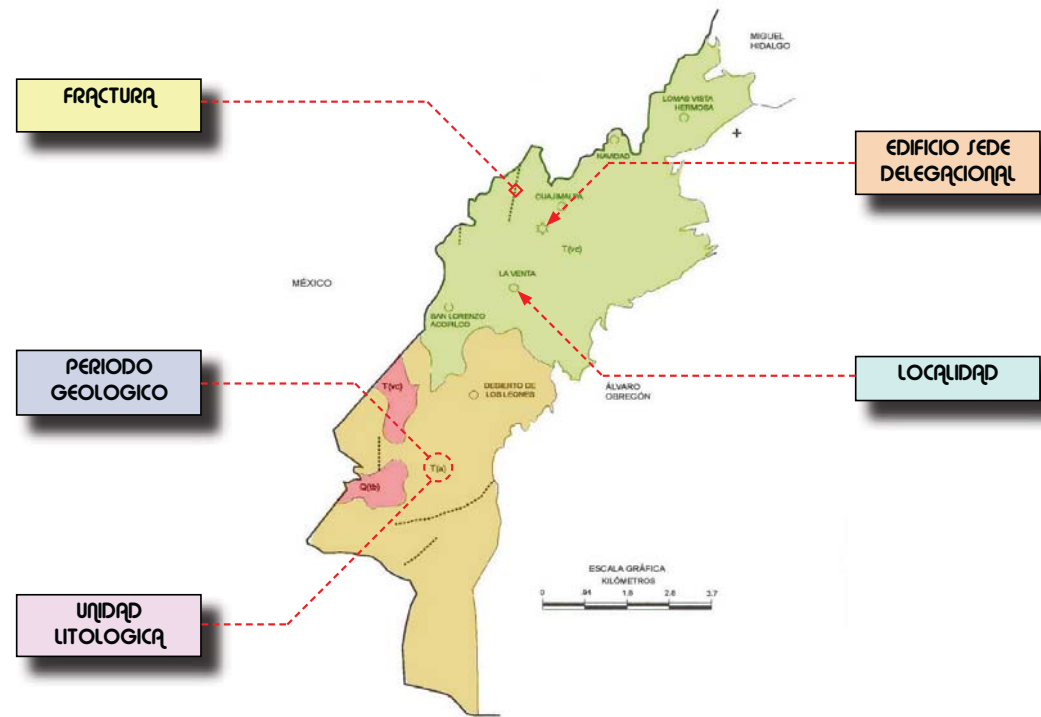 MIGUEL
HIDALGO
FRACTURA
LOMAS VISTA
HERMOSA
EDIFICIO SEDE
DELEGACIONAL
NAVIDAD
CUAJIMALPA
T(vc)
LA VENTA
MÉXICO
SAN LORENZO
ACOPILCO
PERIODO
GEOLOGICO
LOCALIDAD
T(vc)
DESIERTO DE
LOS LEONES
ÁLVARO
OBREGÓN
T(a)
Q(tb)
ESCALA GRÁFICA
KILÓMETROS
0 .94 1.8 2.8 3.7
UNIDAD
LITOLOGICA